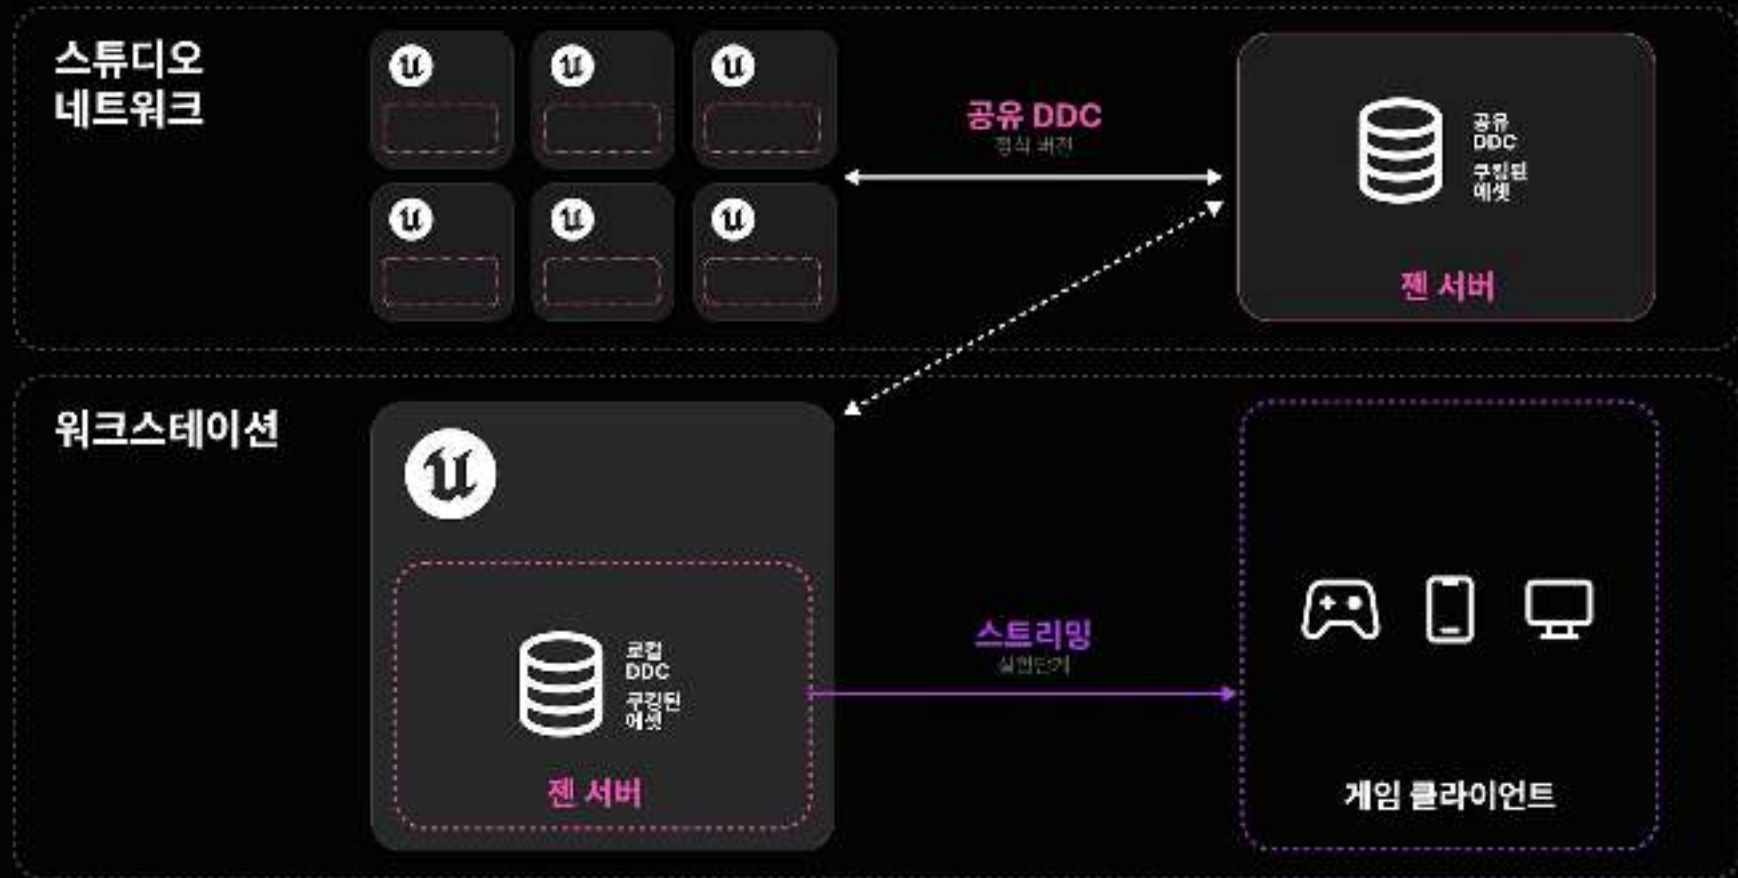 스튜디오
네트워크
공유 DDC
정식 버전
공유
DDC
쿠킹된
에셋
젠 서버
워크스테이션
로컬
DDC
쿠킹된
에셋
젠 서버
스트리밍
실험단계
게임 클라이언트